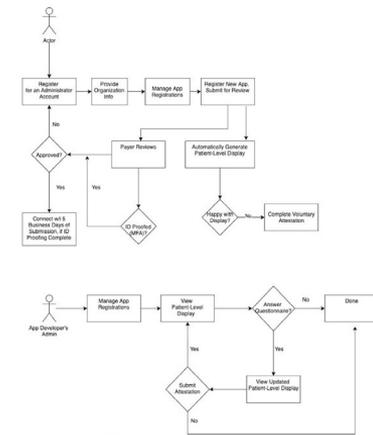 Actor
Register
for an Administrator
Account
Provide
Organization
Info
Manage App
Registrations
Register New App,
Submit for Review
No
Approved?
Payer Reviews
Automatically Generate
Patient-Level Display
Yes
Yes
Connect w/i 5
Business Days of
Submission, if ID
Proofing Complete
ID Proofed
(MFA)?
Happy with
Display?
No
Complete Voluntary
Attestation
App Developer's
Admin
Manage App
Registrations
View
Patient-Level
Display
Answer
Questionnaire?
No
Done
Yes
Yes
Submit
Attestation
View Updated
Patient-Level Display
No